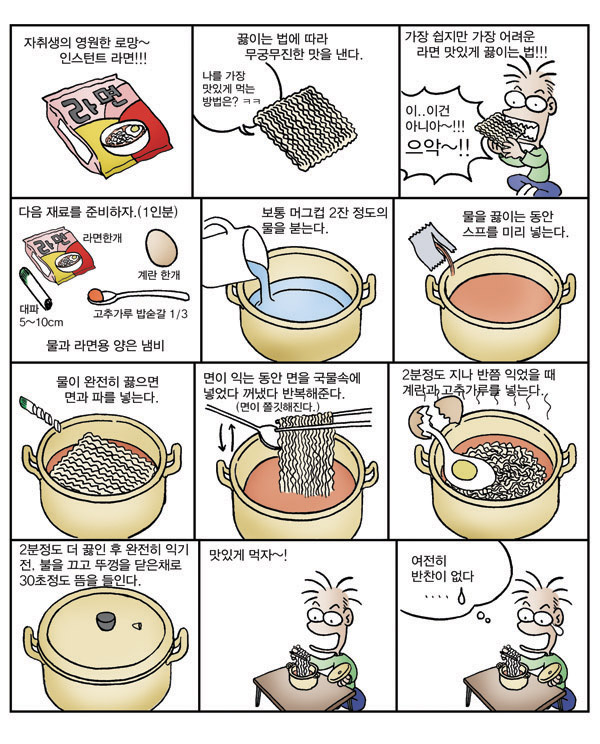 자취생의 영원한 로망~
인스턴트 라면!!!
라면
끓이는 법에 따라
무궁무진한 맛을 낸다.
나를 가장
맛있게 먹는
방법은? ㅋㅋ
가장 쉽지만 가장 어려운
라면 맛있게 끓이는 법!!!
이..이건
아니아~!!!
으악~!!
다음 재료를 준비하자.(1인분)
라면
라면한개
계란 한개
대파
5~10cm
고추가루 밥숟갈 1/3
물과 라면용 양은 냄비
보통 머그컵 2잔 정도의
물을 붇는다.
물을 끓이는 동안
스프를 미리 넣는다.
물이 완전히 끓으면
면과 파를 넣는다.
면이 익는 동안 면을 국물속에
넣었다 꺼냈다 반복해준다.
(면이 쫄깃해진다.)
2분정도 지나 반쯤 익었을 때
계란과 고추가루를 넣는다.
2분정도 더 끓인 후 완전히 익기
전, 불을 끄고 뚜껑을 닫은채로
30초정도 뜸을 들인다.
맛있게 먹자~!
여전히
반찬이 없다
....